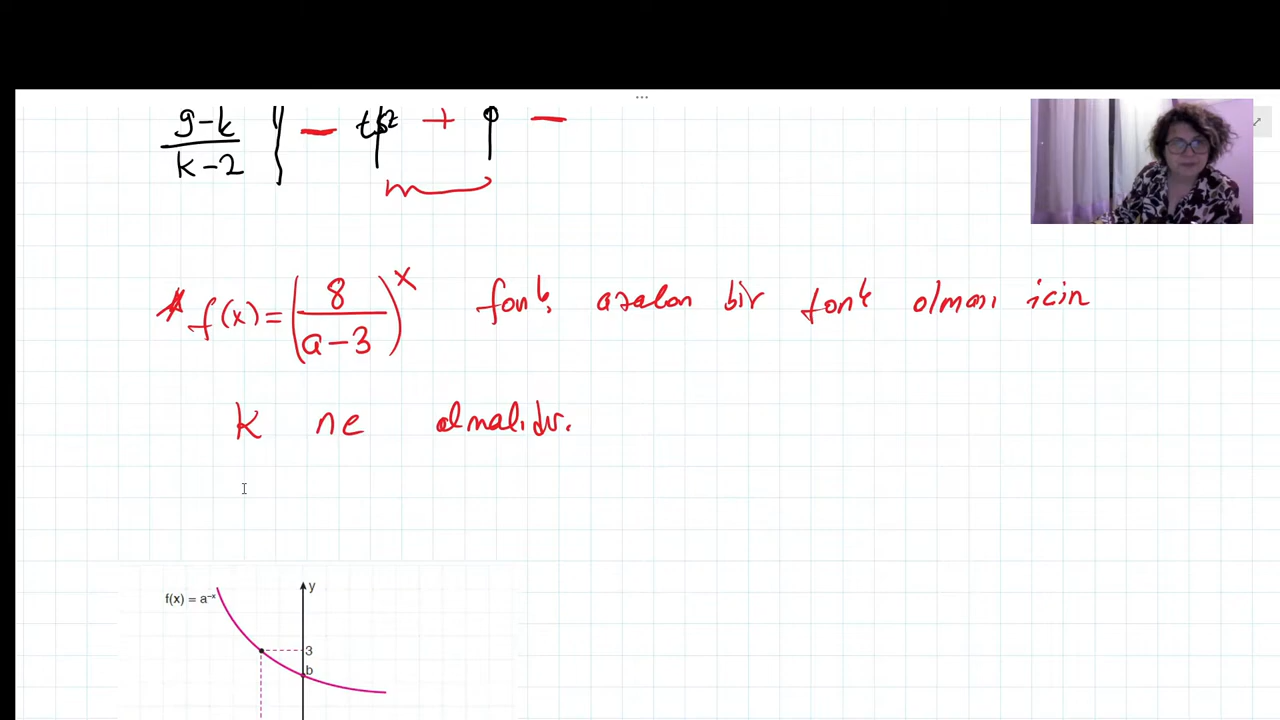 9-k
k-2
- + -
* f(x) = (8/(a-3))^x fonk. azalan bir fonk olması için
k ne olmalıdır.
f(x) = a⁻ˣ
y
3
b